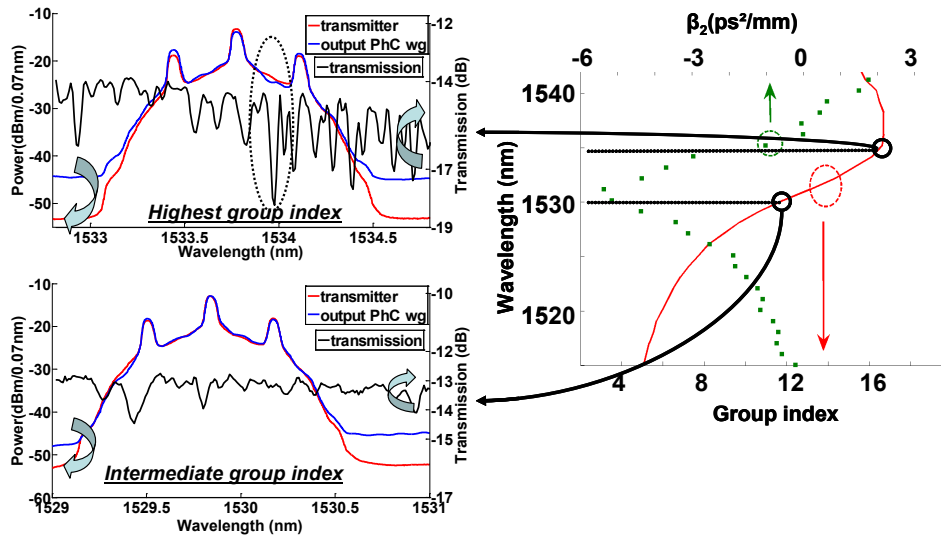 -10
-20
-30
-40
-50
Power(dBm/0.07nm)
transmitter
output PhC wg
transmission
-12
-14
-16
-17
-19
Transmission (dB)
Highest group index
1533
1533.5
1534
1534.5
Wavelength (nm)
-10
-20
-30
-40
-50
-60
Power(dBm/0.07nm)
transmitter
output PhC wg
transmission
-10
-12
-13
-14
-15
-17
Transmission (dB)
Intermediate group index
1529
1529.5
1530
1530.5
1531
Wavelength (nm)
β₂(ps²/mm)
-6
-3
0
3
1540
1530
1520
Wavelength (nm)
4
8
12
16
Group index